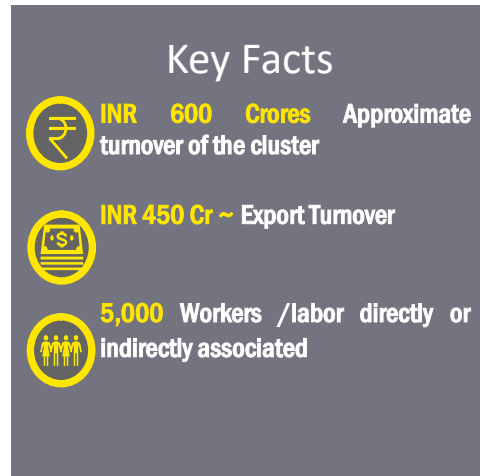 Key Facts
INR 600 Crores Approximate
turnover of the cluster
INR 450 Cr ~ Export Turnover
5,000 Workers /labor directly or
indirectly associated